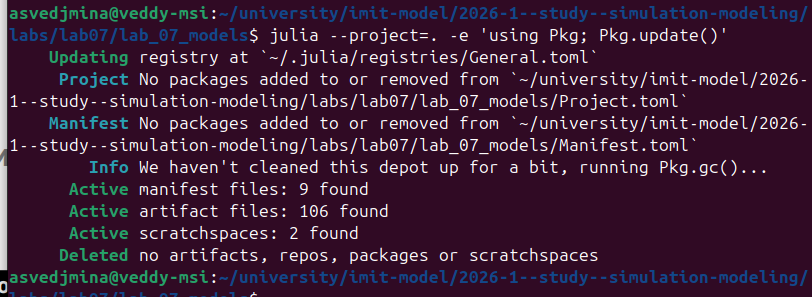 asvedjmina@veddy-msi:~/university/imit-model/2026-1--study--simulation-modeling/
labs/lab07/lab_07_models$ julia --project=. -e 'using Pkg; Pkg.update()'
Updating registry at `~/.julia/registries/General.toml`
Project No packages added to or removed from `~/university/imit-model/2026-
1--study--simulation-modeling/labs/lab07/lab_07_models/Project.toml`
Manifest No packages added to or removed from `~/university/imit-model/2026-
1--study--simulation-modeling/labs/lab07/lab_07_models/Manifest.toml`
Info We haven't cleaned this depot up for a bit, running Pkg.gc()...
Active manifest files: 9 found
Active artifact files: 106 found
Active scratchspaces: 2 found
Deleted no artifacts, repos, packages or scratchspaces
asvedjmina@veddy-msi:~/university/imit-model/2026-1--study--simulation-modeling/
labs/lab07/lab_07_models$